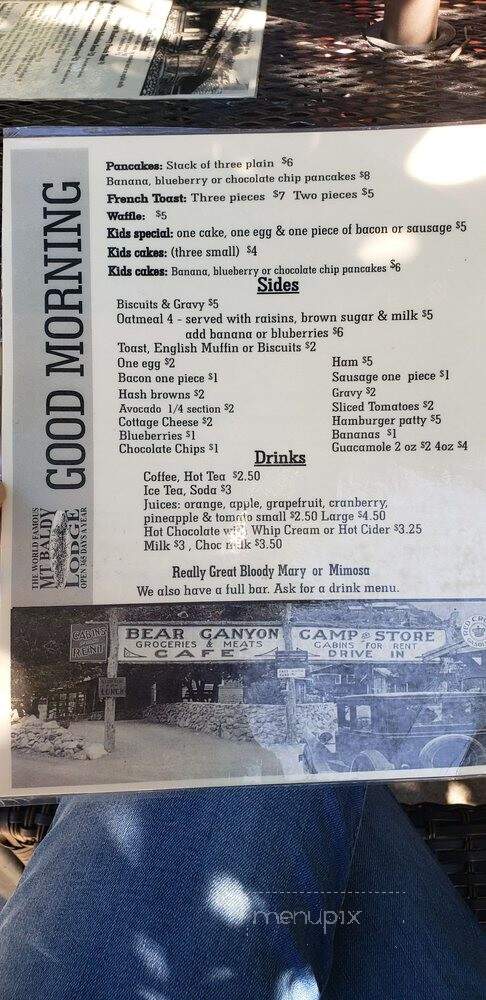 GOOD MORNING
THE WORLD FAMOUS
MT BALDY
LODGE
OPEN 365 DAYS A YEAR
Pancakes: Stack of three plain $6
Banana, blueberry or chocolate chip pancakes $8
French Toast: Three pieces $7 Two pieces $5
Waffle: $5
Kids special: one cake, one egg & one piece of bacon or sausage $5
Kids cakes: (three small) $4
Kids cakes: Banana, blueberry or chocolate chip pancakes $6
Sides
Biscuits & Gravy $5
Oatmeal 4 - served with raisins, brown sugar & milk $5
add banana or bluberries $6
Toast, English Muffin or Biscuits $2
One egg $2
Bacon one piece $1
Hash browns $2
Avocado 1/4 section $2
Cottage Cheese $2
Blueberries $1
Chocolate Chips $1
Ham $5
Sausage one piece $1
Gravy $2
Sliced Tomatoes $2
Hamburger patty $5
Bananas $1
Guacamole 2 oz $2 4oz $4
Drinks
Coffee, Hot Tea $2.50
Ice Tea, Soda $3
Juices: orange, apple, grapefruit, cranberry,
pineapple & tomato small $2.50 Large $4.50
Hot Chocolate with Whip Cream or Hot Cider $3.25
Milk $3 , Choc milk $3.50
Really Great Bloody Mary or Mimosa
We also have a full bar. Ask for a drink menu.
CABINS
RENT
BEAR CANYON
GROCERIES & MEATS
CAFE
CAMP STORE
CABINS FOR RENT
DRIVE IN
LUNCH
menupix